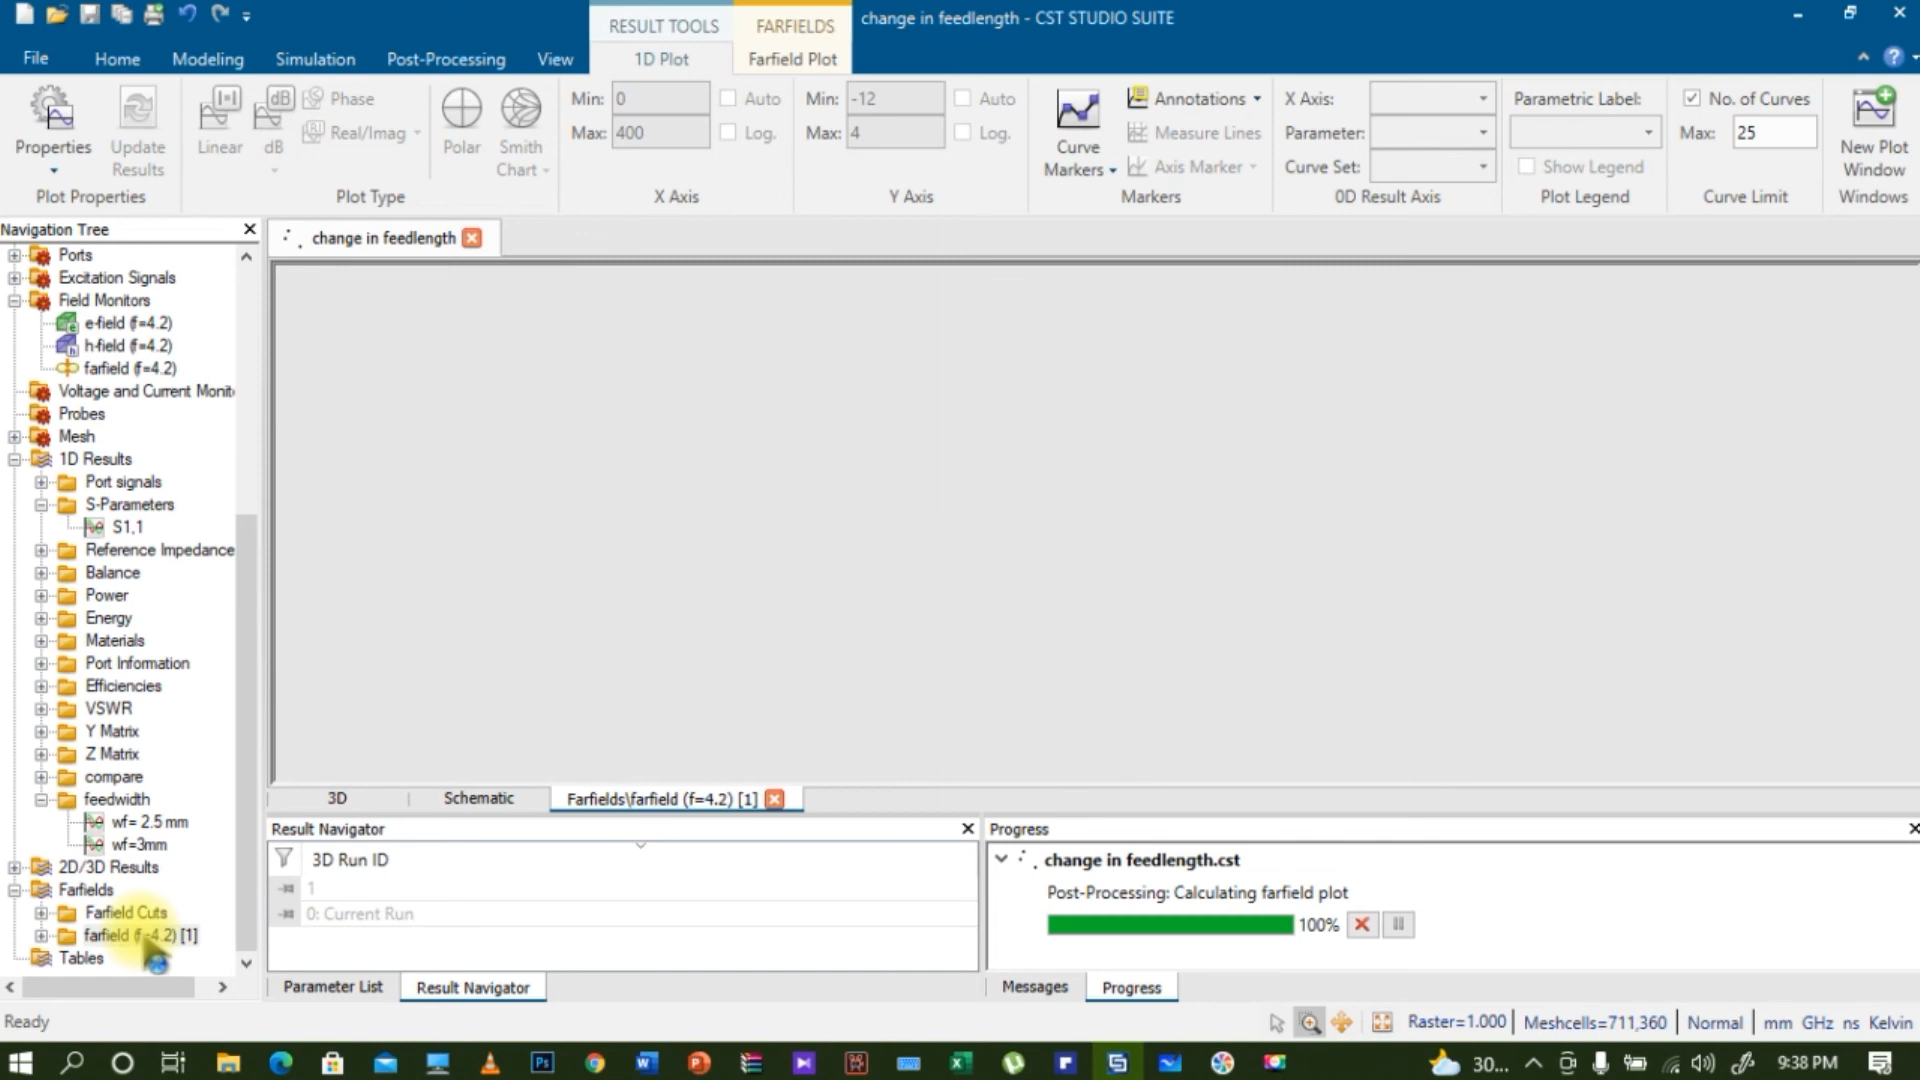 RESULT TOOLS
FARFIELDS
change in feedlength - CST STUDIO SUITE
File
Home
Modeling
Simulation
Post-Processing
View
1D Plot
Farfield Plot
Properties
Update Results
Plot Properties
Linear
dB
Phase
Real/Imag
Polar
Smith Chart
Plot Type
Min: 0
Auto
Max: 400
Log.
X Axis
Min: -12
Auto
Max: 4
Log.
Y Axis
Curve Markers
Annotations
Measure Lines
Axis Marker
Markers
X Axis:
Parameter:
Curve Set:
0D Result Axis
Parametric Label:
Show Legend
Plot Legend
No. of Curves
Max: 25
Curve Limit
New Plot Window
Windows
Navigation Tree
Ports
Excitation Signals
Field Monitors
e-field (f=4.2)
h-field (f=4.2)
farfield (f=4.2)
Voltage and Current Monit
Probes
Mesh
1D Results
Port signals
S-Parameters
S1,1
Reference Impedance
Balance
Power
Energy
Materials
Port Information
Efficiencies
VSWR
Y Matrix
Z Matrix
compare
feedwidth
wf= 2.5 mm
wf=3mm
2D/3D Results
Farfields
Farfield Cuts
farfield (f=4.2) [1]
Tables
change in feedlength
3D
Schematic
Farfields\farfield (f=4.2) [1]
Result Navigator
3D Run ID
1
0: Current Run
Parameter List
Result Navigator
Progress
change in feedlength.cst
Post-Processing: Calculating farfield plot
100%
Messages
Progress
Ready
Raster=1.000
Meshcells=711,360
Normal
mm GHz ns Kelvin
30...
9:38 PM